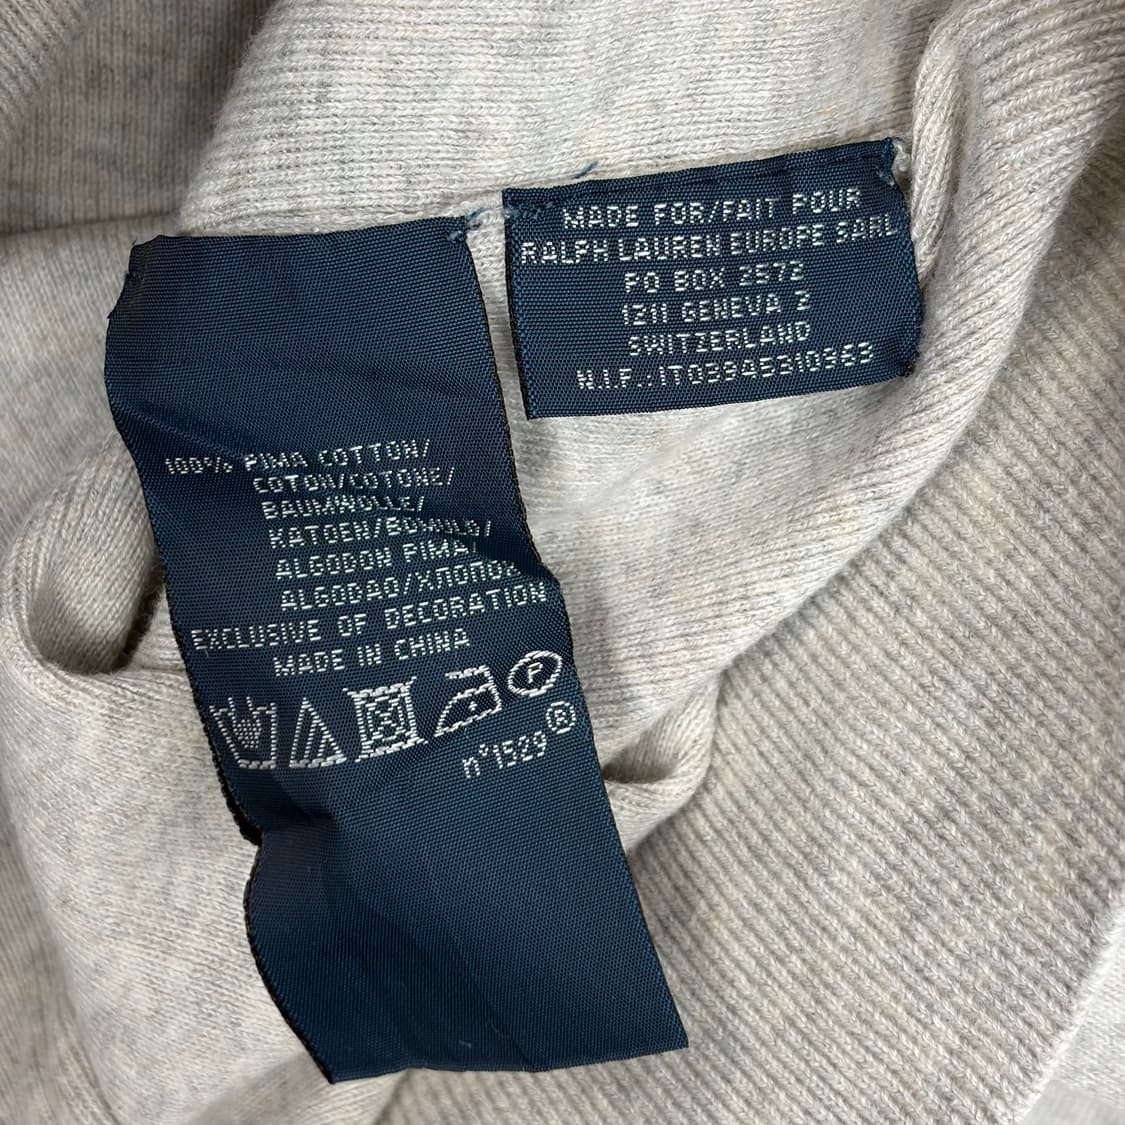 MADE FOR/FAIT POUR
RALPH LAUREN EUROPE SARL
PO BOX 2572
1211 GENEVA 2
SWITZERLAND
N.I.F.:IT03945310963
100% PIMA COTTON/
COTON/COTONE/
BAUMWOLLE/
KATOEN/BOMULD/
ALGODON PIMA/
ALGODAO/ХЛОПОК
EXCLUSIVE OF DECORATION
MADE IN CHINA
P
n°1529 ®